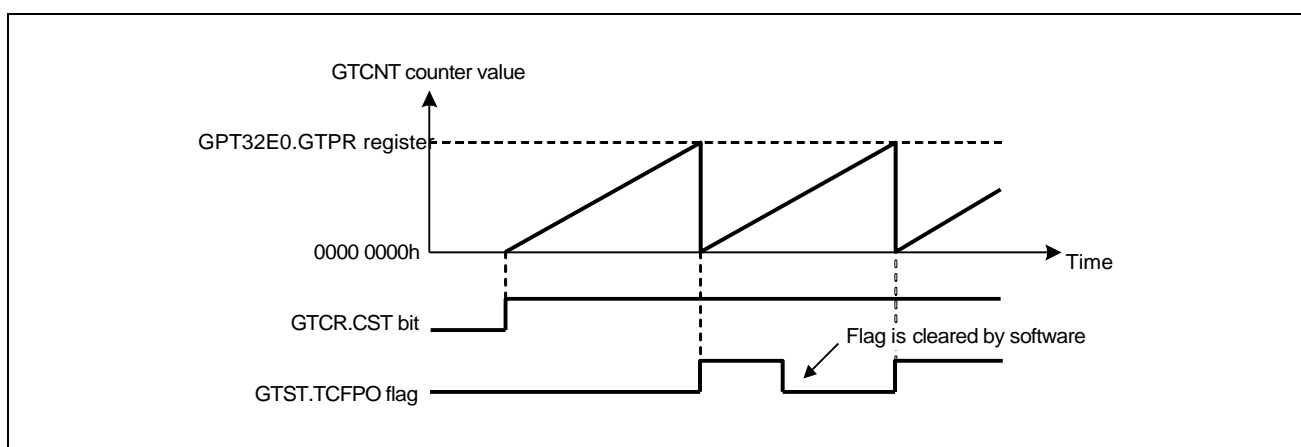 GTCNT counter value
GPT32E0.GTPR register
0000 0000h
Time
GTCR.CST bit
Flag is cleared by software
GTST.TCFPO flag